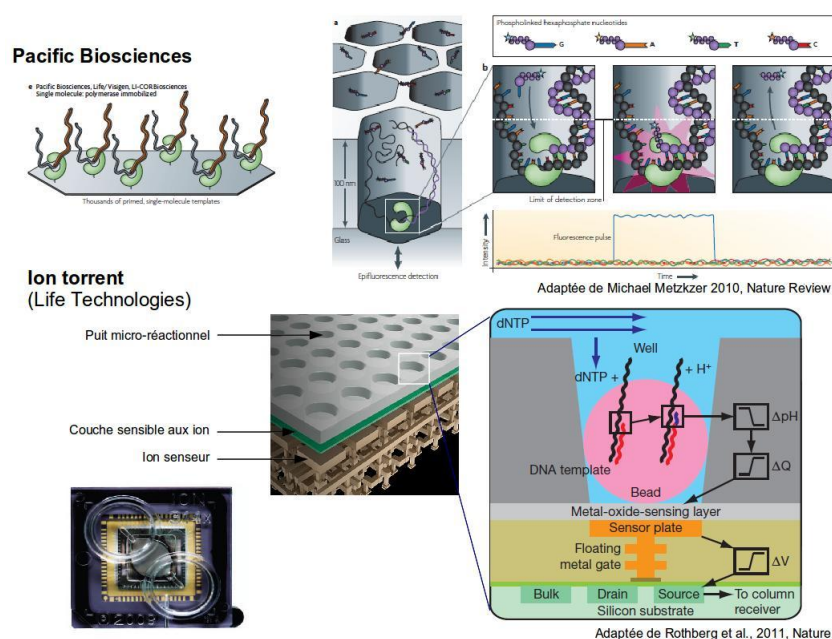 Pacific Biosciences
e Pacific Biosciences, Life/Visigen, LI-COR Biosciences
Single molecule: polymerase immobilized
Thousands of primed, single-molecule templates
a
100 nm
Glass
Epifluorescence detection
Phospholinked hexaphosphate nucleotides
G
A
T
C
b
Limit of detection zone
Intensity
Fluorescence pulse
Time
Adaptée de Michael Metzkzer 2010, Nature Review
Ion torrent
(Life Technologies)
Puit micro-réactionnel
Couche sensible aux ion
Ion senseur
dNTP
Well
dNTP +
+ H⁺
ΔpH
ΔQ
DNA template
Bead
Metal-oxide-sensing layer
Sensor plate
Floating
metal gate
ΔV
Bulk
Drain
Source
To column
receiver
Silicon substrate
Adaptée de Rothberg et al., 2011, Nature